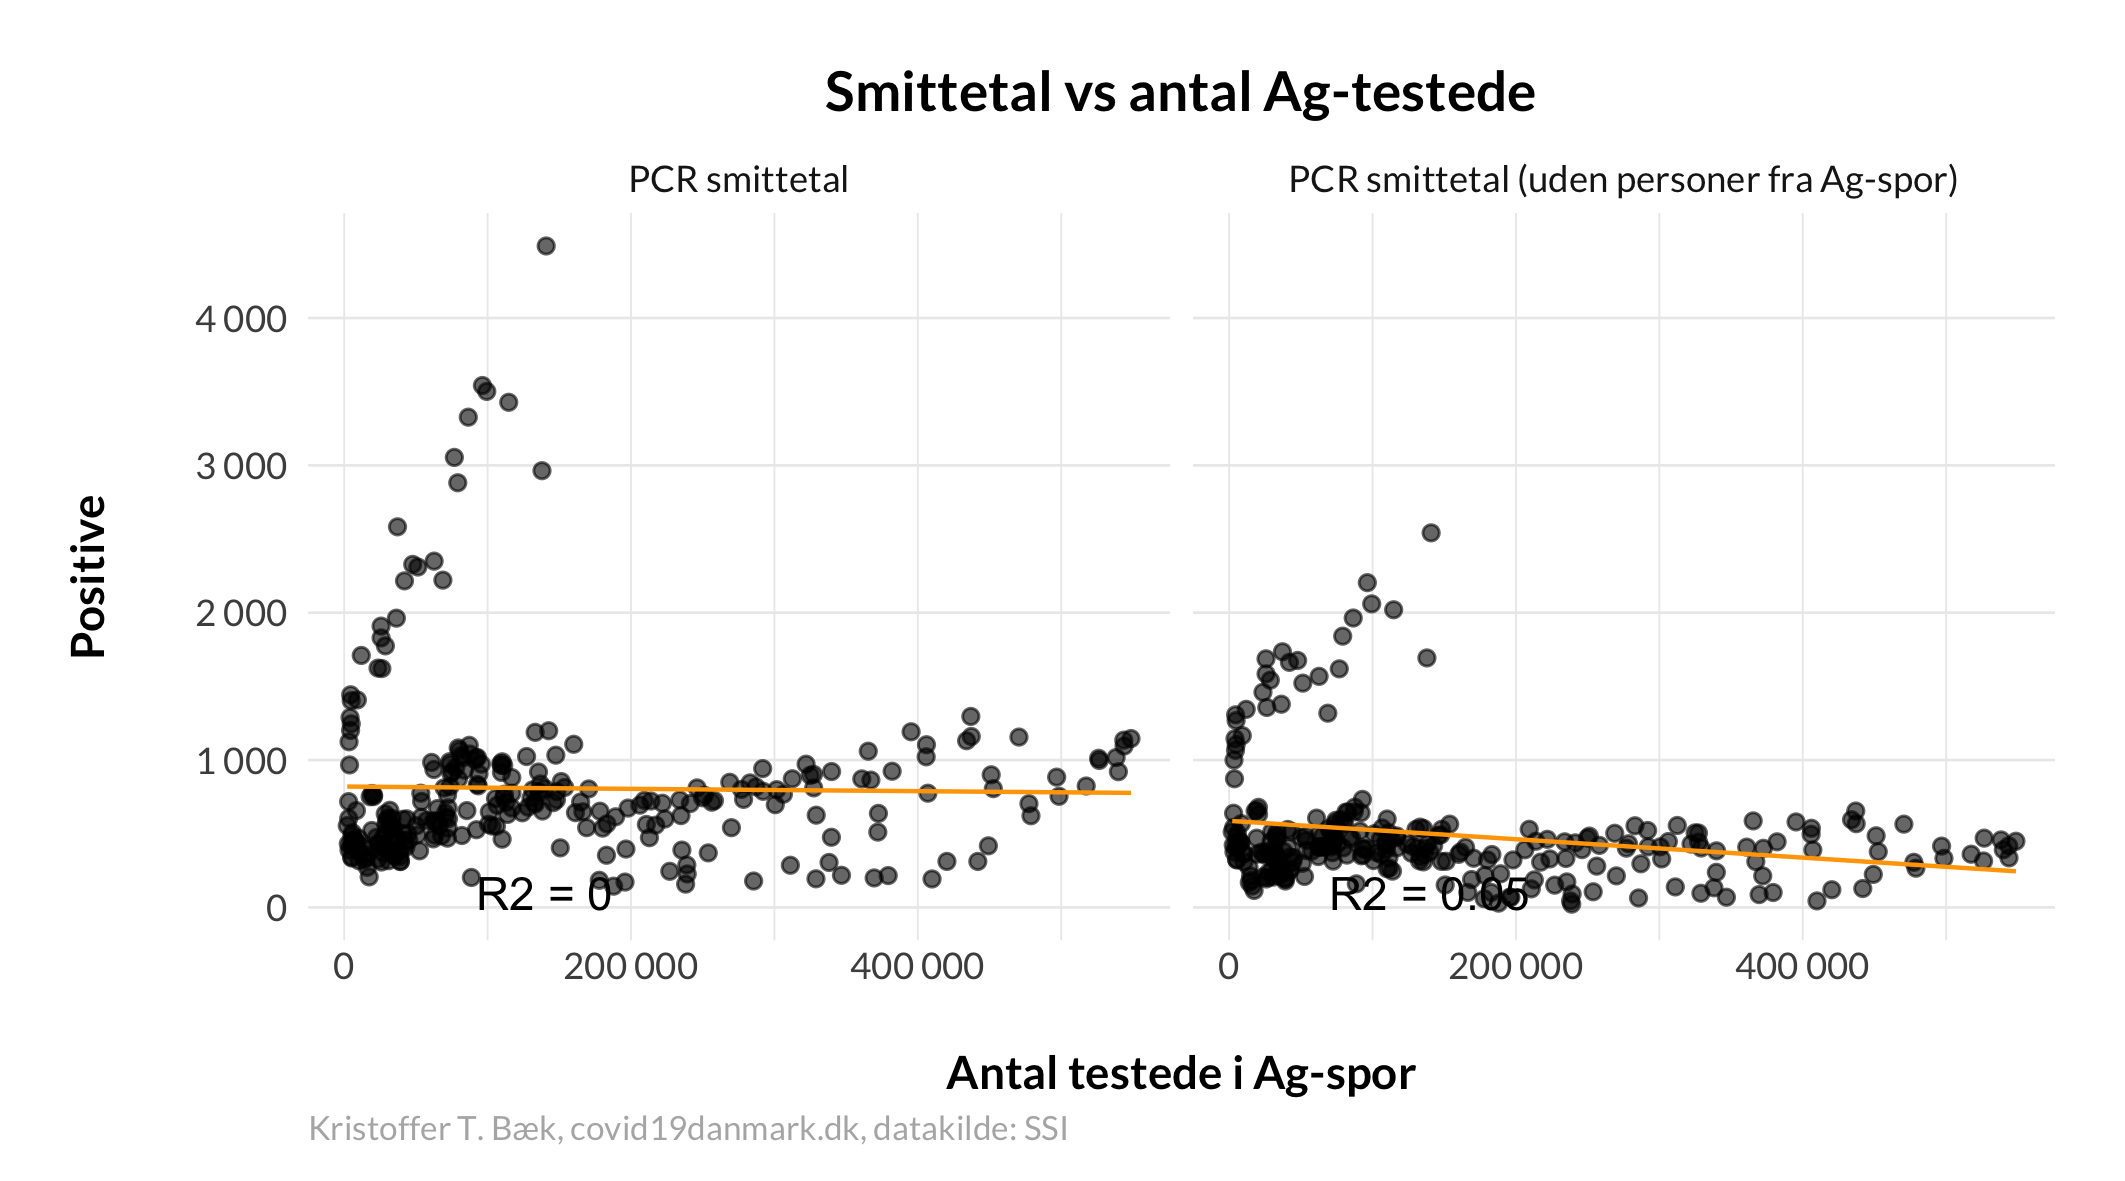 Smittetal vs antal Ag-testede
PCR smittetal
PCR smittetal (uden personer fra Ag-spor)
Positive
4 000
3 000
2 000
1 000
0
R2 = 0
R2 = 0.05
0 200 000 400 000
0 200 000 400 000
Antal testede i Ag-spor
Kristoffer T. Bæk, covid19danmark.dk, datakilde: SSI